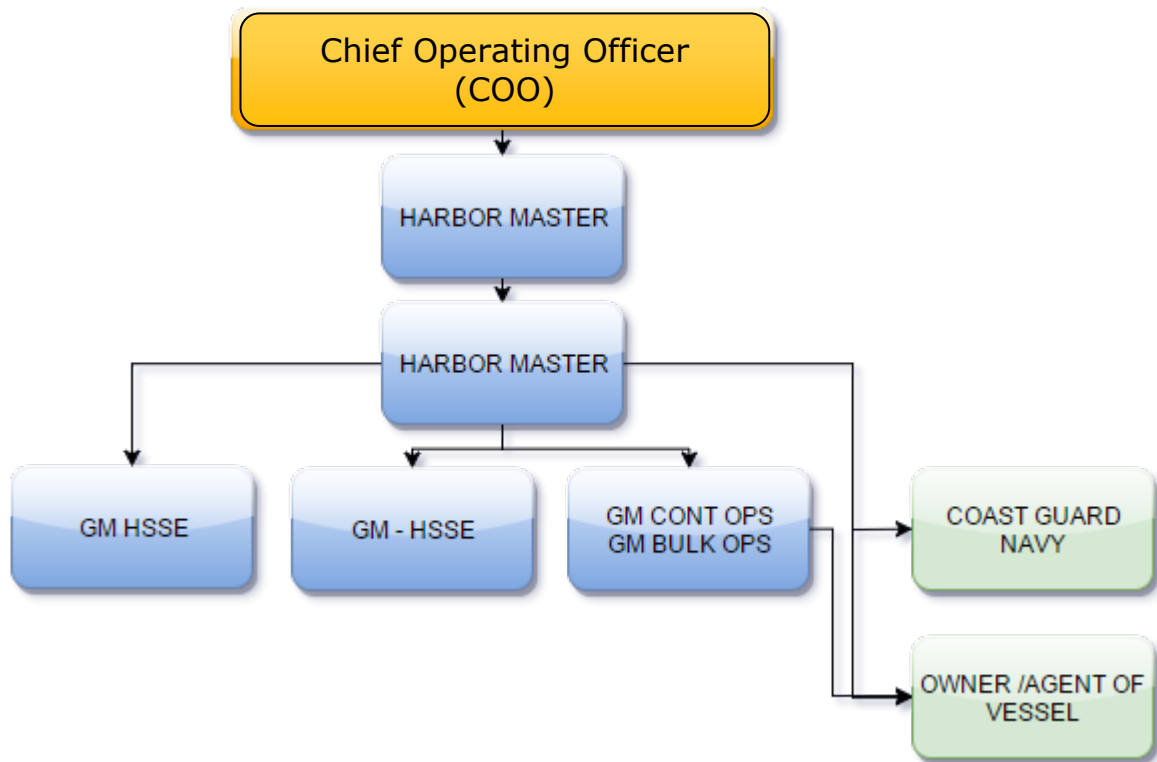 Chief Operating Officer
(COO)
HARBOR MASTER
HARBOR MASTER
GM HSSE
GM - HSSE
GM CONT OPS
GM BULK OPS
COAST GUARD
NAVY
OWNER /AGENT OF
VESSEL